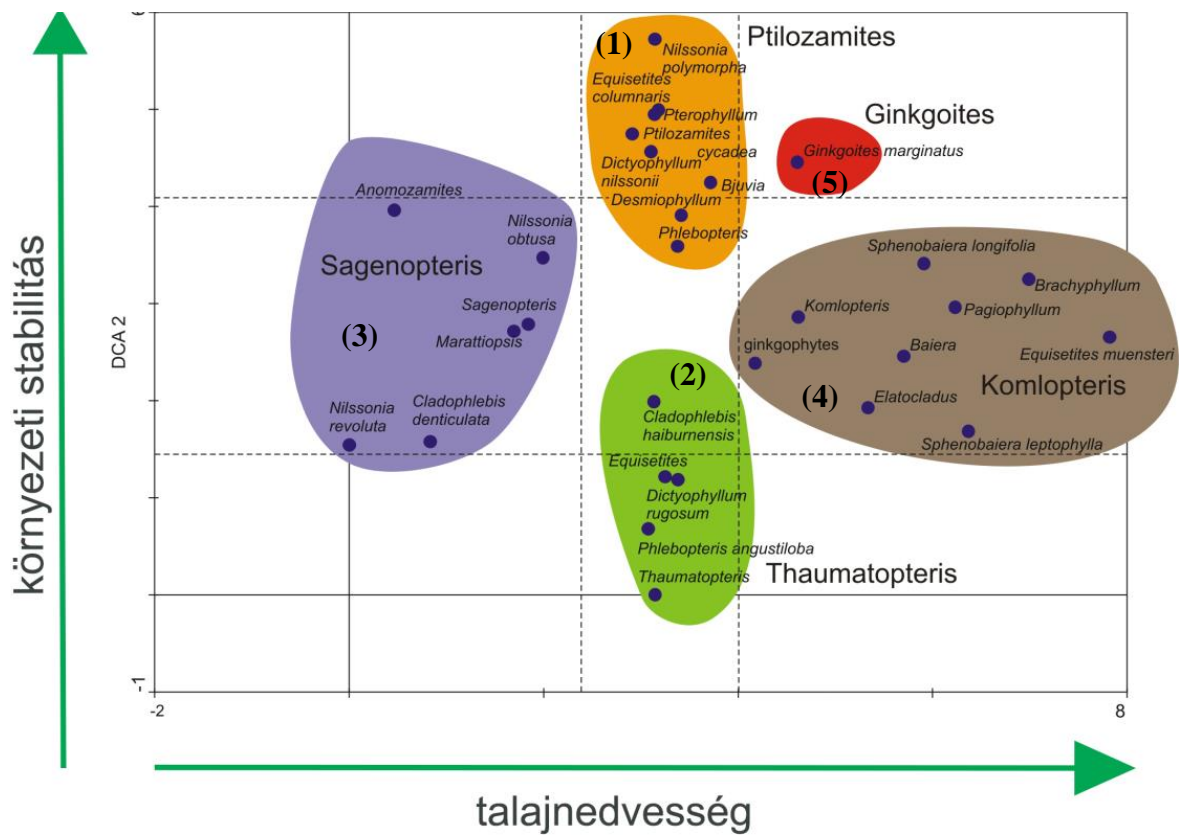 6
(1)
Ptilozamites
Nilssonia
polymorpha
Equisetites
columnaris
Pterophyllum
Ptilozamites
cycadea
Dictyophyllum
nilssonii
Bjuvia
Desmiophyllum
Phlebopteris
Ginkgoites
Ginkgoites marginatus
(5)
Anomozamites
Nilssonia
obtusa
Sagenopteris
Sagenopteris
(3)
Marattiopsis
Nilssonia
revoluta
Cladophlebis
denticulata
Sphenobaiera longifolia
Brachyphyllum
Komlopteris
Pagiophyllum
ginkgophytes
Baiera
Equisetites muensteri
Komlopteris
(4)
Elatocladus
Sphenobaiera leptophylla
(2)
Cladophlebis
haiburnensis
Equisetites
Dictyophyllum
rugosum
Phlebopteris angustiloba
Thaumatopteris
Thaumatopteris
környezeti stabilitás
DCA 2
-1
-2
8
talajnedvesség